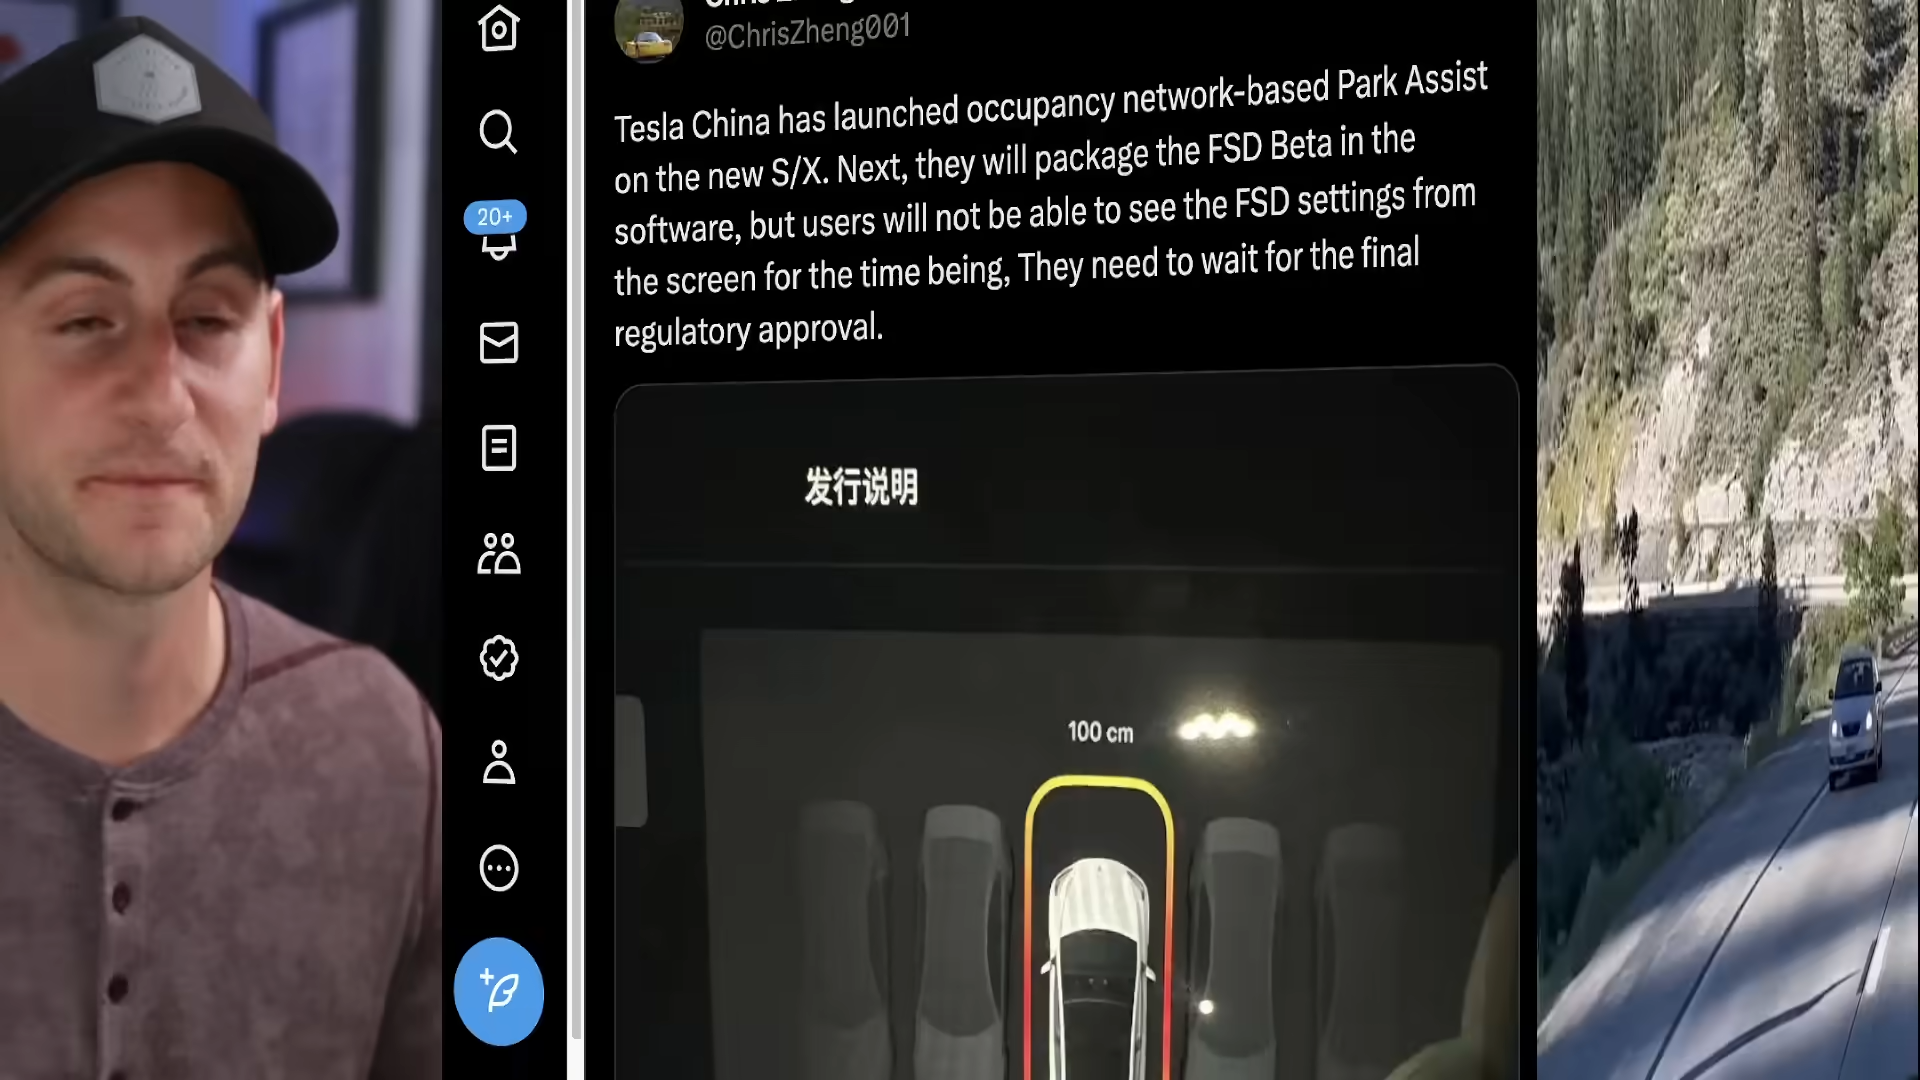 @ChrisZheng001
Tesla China has launched occupancy network-based Park Assist
on the new S/X. Next, they will package the FSD Beta in the
software, but users will not be able to see the FSD settings from
the screen for the time being, They need to wait for the final
regulatory approval.
20+
发行说明
100 cm